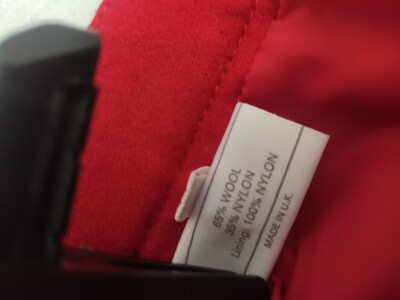 65% WOOL
35% NYLON
Lining: 100% NYLON
MADE IN U.K.